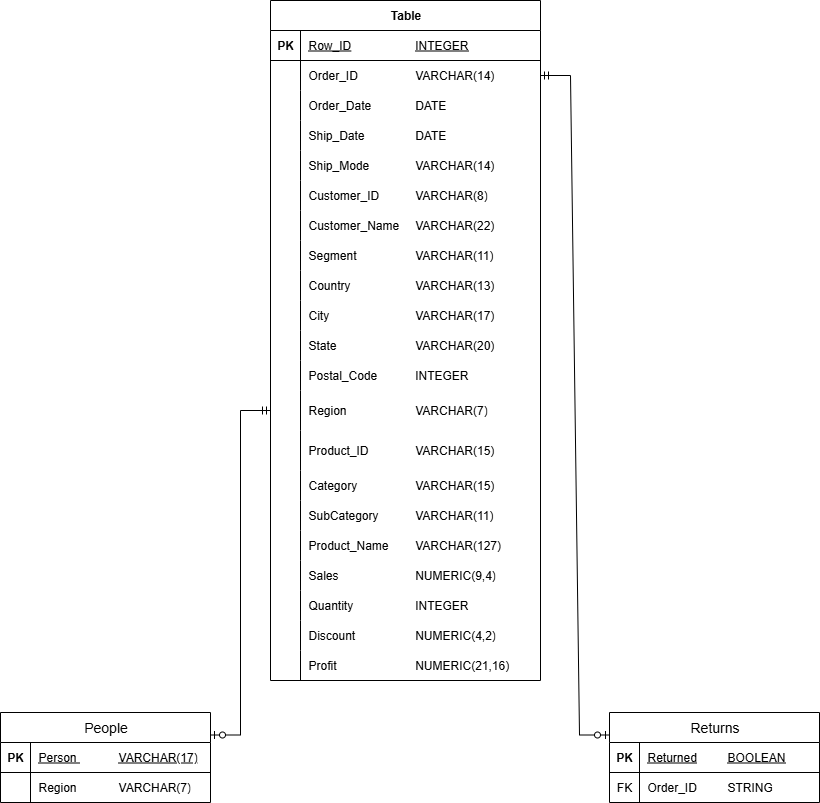 Table
PK Row_ID INTEGER
Order_ID VARCHAR(14)
Order_Date DATE
Ship_Date DATE
Ship_Mode VARCHAR(14)
Customer_ID VARCHAR(8)
Customer_Name VARCHAR(22)
Segment VARCHAR(11)
Country VARCHAR(13)
City VARCHAR(17)
State VARCHAR(20)
Postal_Code INTEGER
Region VARCHAR(7)
Product_ID VARCHAR(15)
Category VARCHAR(15)
SubCategory VARCHAR(11)
Product_Name VARCHAR(127)
Sales NUMERIC(9,4)
Quantity INTEGER
Discount NUMERIC(4,2)
Profit NUMERIC(21,16)
People
PK Person VARCHAR(17)
Region VARCHAR(7)
Returns
PK Returned BOOLEAN
FK Order_ID STRING